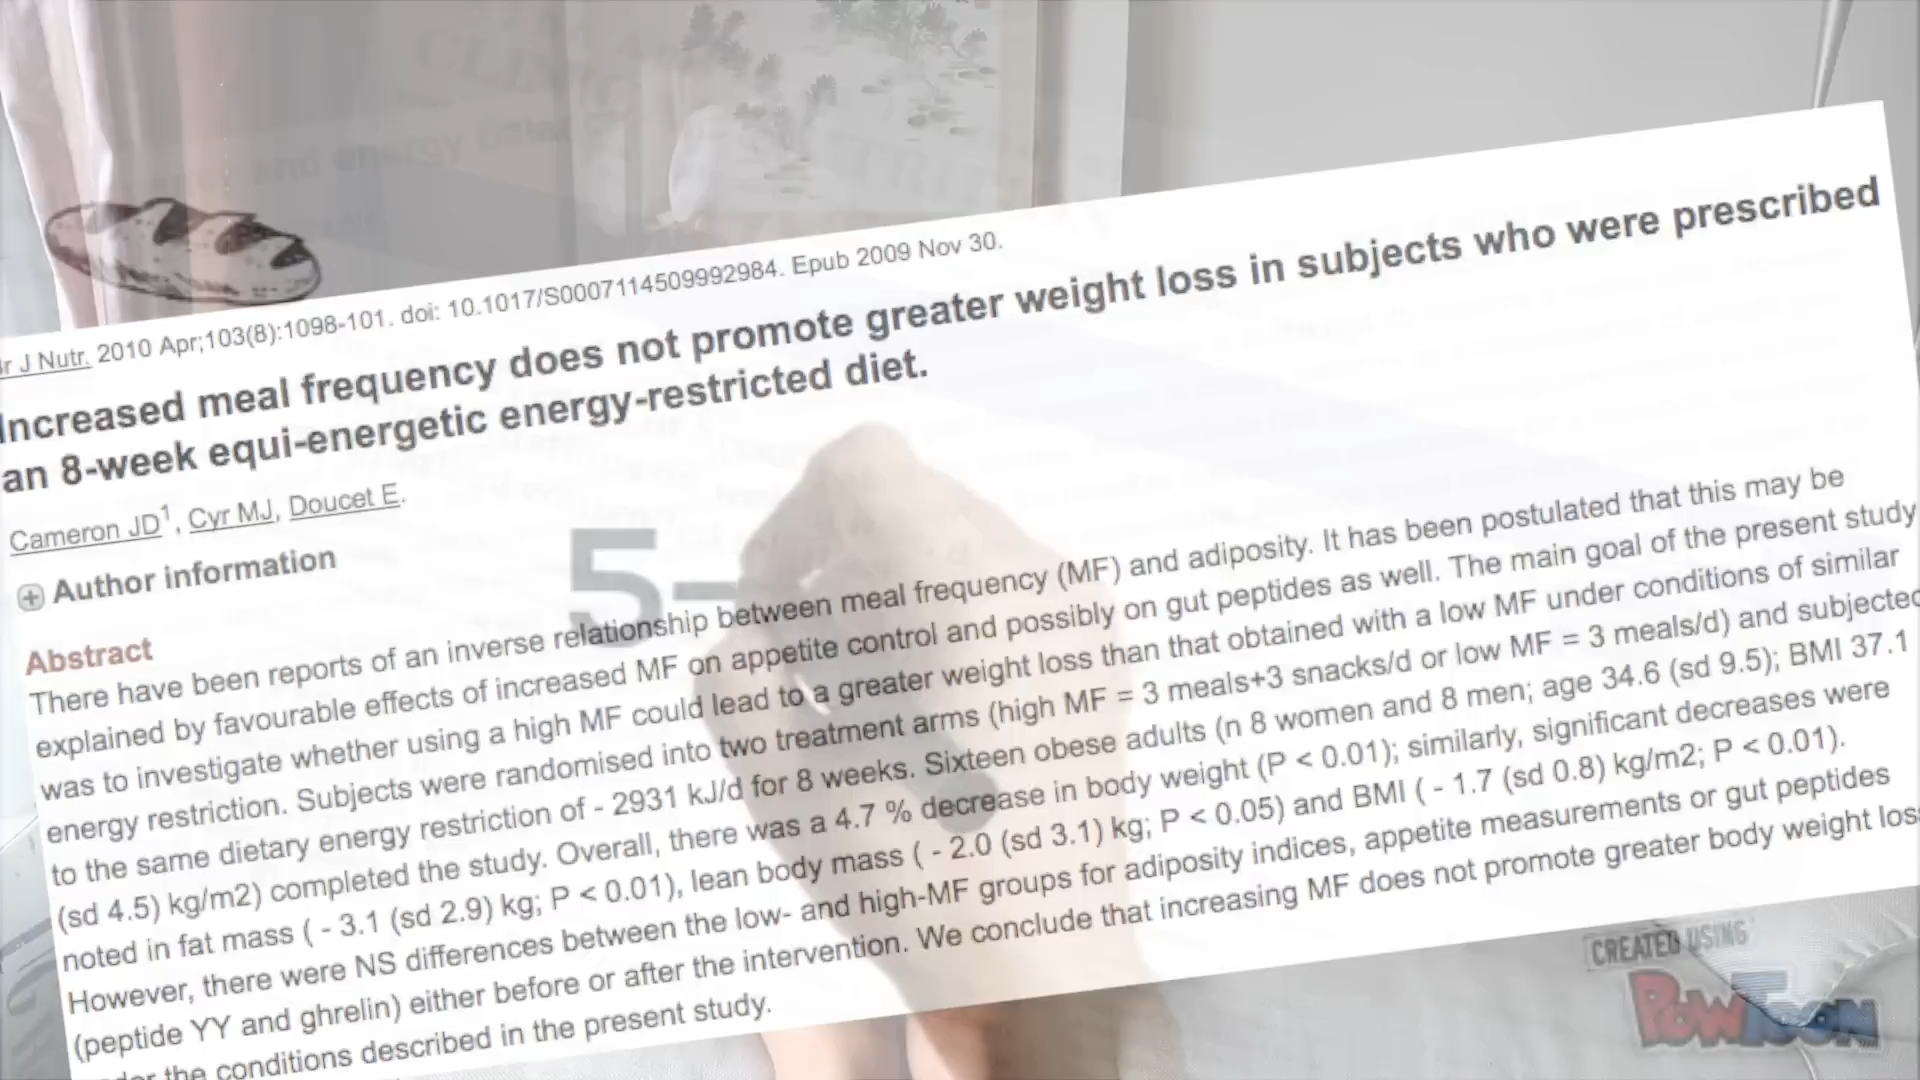 and energy
r J Nutr. 2010 Apr;103(8):1098-101. doi: 10.1017/S0007114509992984. Epub 2009 Nov 30.
Increased meal frequency does not promote greater weight loss in subjects who were prescribed
an 8-week equi-energetic energy-restricted diet.
Cameron JD1, Cyr MJ, Doucet E.
+ Author information
5-
Abstract
There have been reports of an inverse relationship between meal frequency (MF) and adiposity. It has been postulated that this may be
explained by favourable effects of increased MF on appetite control and possibly on gut peptides as well. The main goal of the present study
was to investigate whether using a high MF could lead to a greater weight loss than that obtained with a low MF under conditions of similar
energy restriction. Subjects were randomised into two treatment arms (high MF = 3 meals+3 snacks/d or low MF = 3 meals/d) and subjected
to the same dietary energy restriction of - 2931 kJ/d for 8 weeks. Sixteen obese adults (n 8 women and 8 men; age 34.6 (sd 9.5); BMI 37.1
(sd 4.5) kg/m2) completed the study. Overall, there was a 4.7 % decrease in body weight (P < 0.01); similarly, significant decreases were
noted in fat mass ( - 3.1 (sd 2.9) kg; P < 0.01), lean body mass ( - 2.0 (sd 3.1) kg; P < 0.05) and BMI ( - 1.7 (sd 0.8) kg/m2; P < 0.01).
However, there were NS differences between the low- and high-MF groups for adiposity indices, appetite measurements or gut peptides
(peptide YY and ghrelin) either before or after the intervention. We conclude that increasing MF does not promote greater body weight los
the conditions described in the present study.
CREATED USING
POWTOON